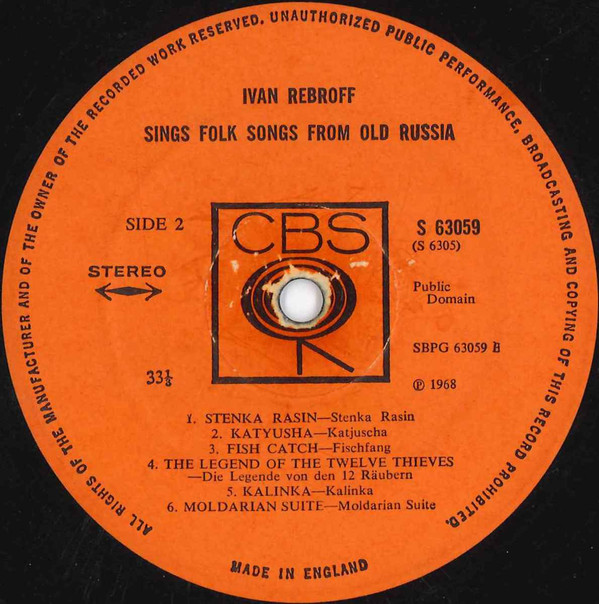 ALL RIGHTS OF THE MANUFACTURER AND OF THE OWNER OF THE RECORDED WORK RESERVED. UNAUTHORIZED PUBLIC PERFORMANCE, BROADCASTING AND COPYING OF THIS RECORD PROHIBITED.
IVAN REBROFF
SINGS FOLK SONGS FROM OLD RUSSIA
SIDE 2
CBS
S 63059
(S 6305)
STEREO
Public
Domain
SBPG 63059 B
33⅓
℗ 1968
1. STENKA RASIN—Stenka Rasin
2. KATYUSHA—Katjuscha
3. FISH CATCH—Fischfang
4. THE LEGEND OF THE TWELVE THIEVES
—Die Legende von den 12 Räubern
5. KALINKA—Kalinka
6. MOLDARIAN SUITE—Moldarian Suite
MADE IN ENGLAND